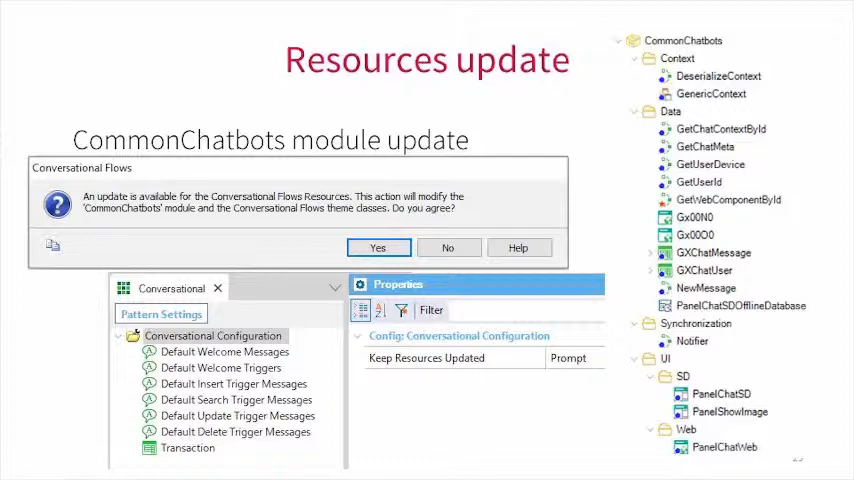 Resources update
CommonChatbots module update
Conversational Flows
An update is available for the Conversational Flows Resources. This action will modify the
'CommonChatbots' module and the Conversational Flows theme classes. Do you agree?
Yes
No
Help
Conversational
Pattern Settings
Conversational Configuration
Default Welcome Messages
Default Welcome Triggers
Default Insert Trigger Messages
Default Search Trigger Messages
Default Update Trigger Messages
Default Delete Trigger Messages
Transaction
Properties
Filter
Config: Conversational Configuration
Keep Resources Updated Prompt
CommonChatbots
Context
DeserializeContext
GenericContext
Data
GetChatContextById
GetChatMeta
GetUserDevice
GetUserId
GetWebComponentById
Gx00N0
Gx00O0
GXChatMessage
GXChatUser
NewMessage
PanelChatSDOfflineDatabase
Synchronization
Notifier
UI
SD
PanelChatSD
PanelShowImage
Web
PanelChatWeb